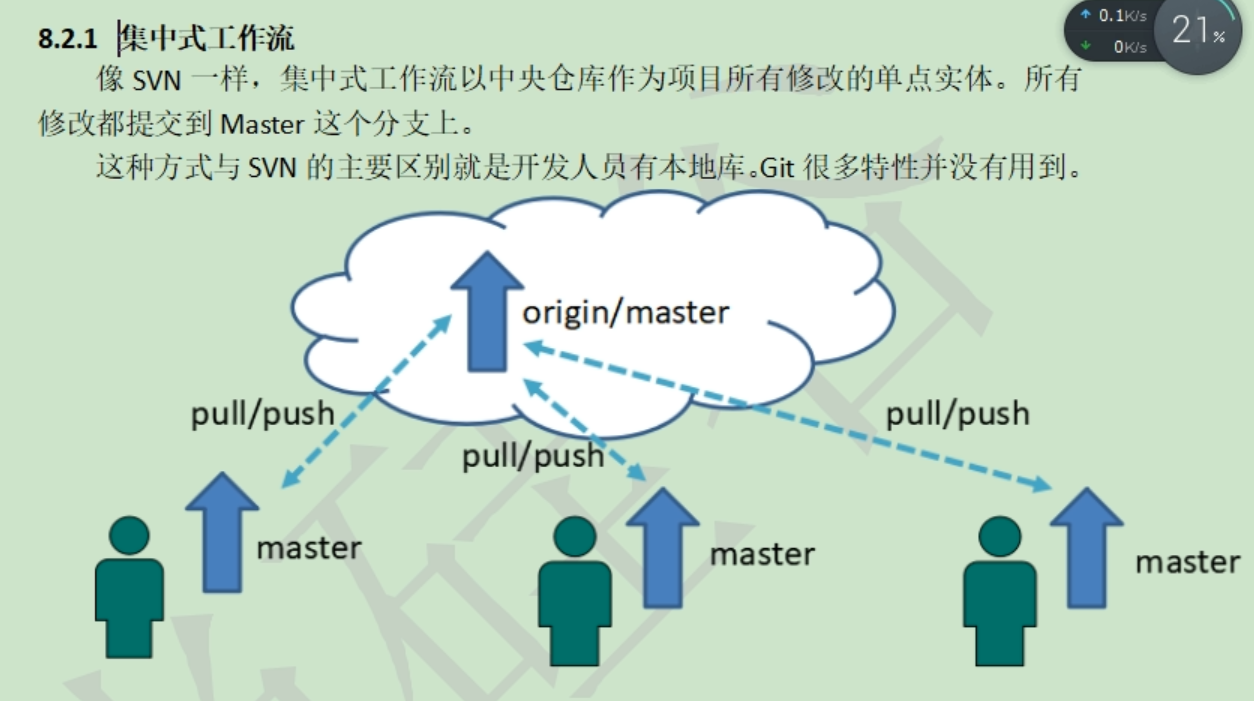 8.2.1 集中式工作流
像 SVN 一样，集中式工作流以中央仓库作为项目所有修改的单点实体。所有
修改都提交到 Master 这个分支上。
这种方式与 SVN 的主要区别就是开发人员有本地库。Git 很多特性并没有用到。
0.1K/s
0K/s
21%
origin/master
pull/push
pull/push
pull/push
master
master
master